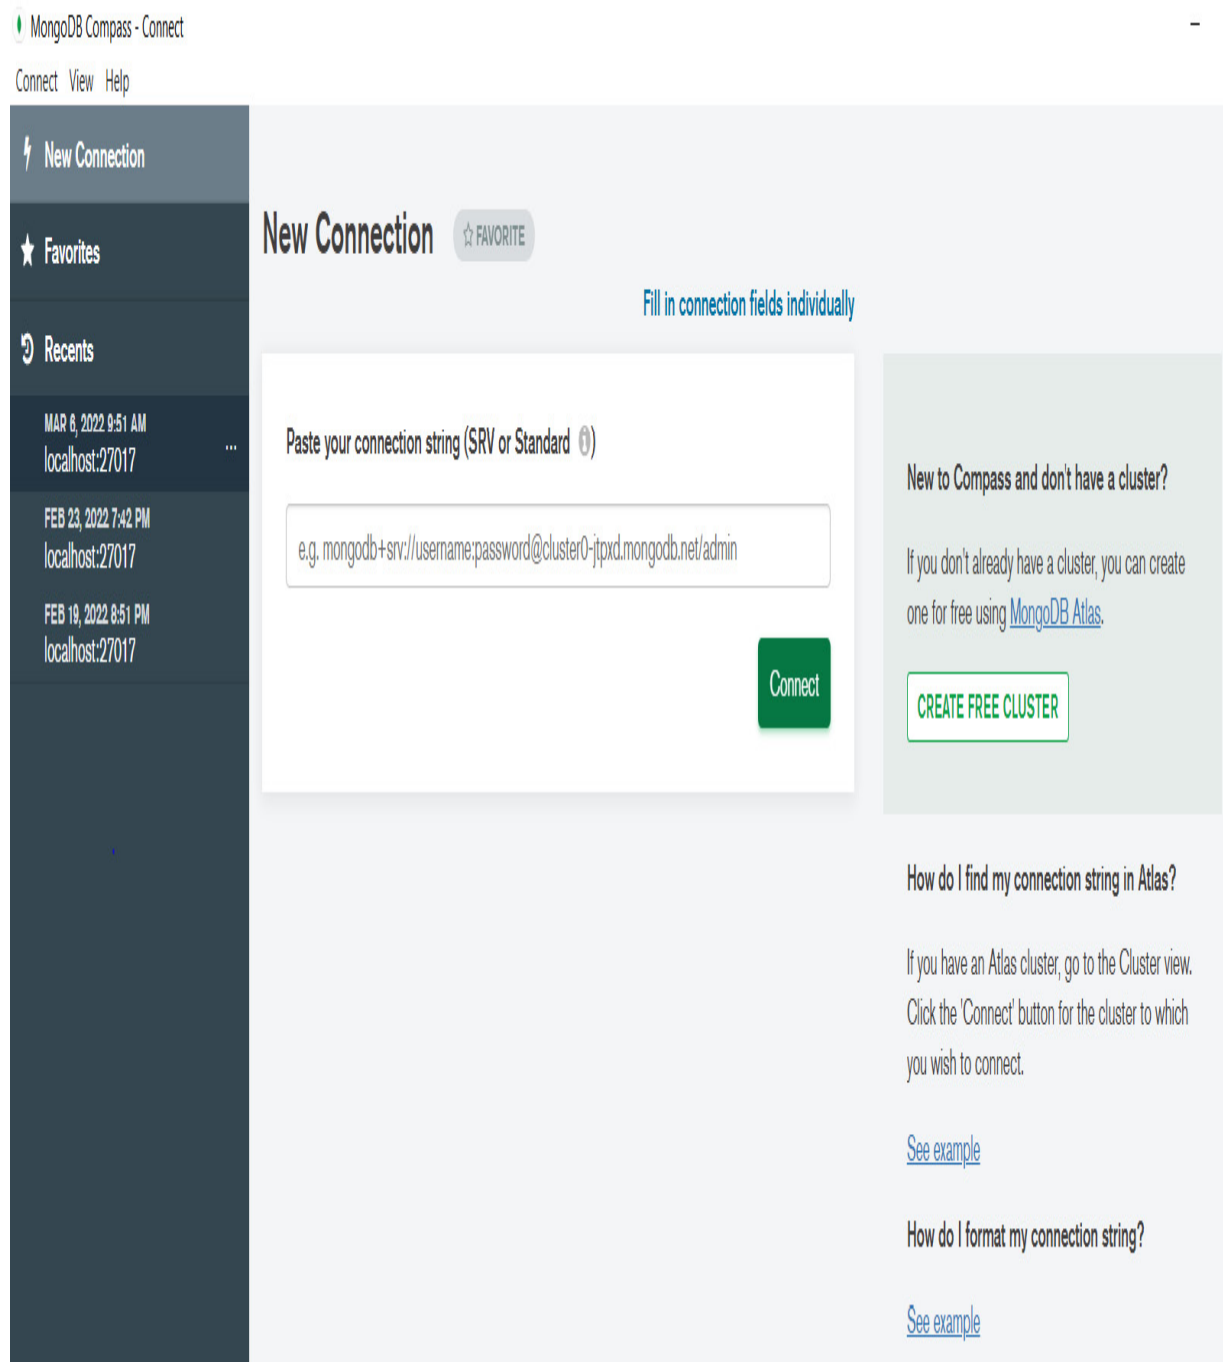 MongoDB Compass - Connect
Connect View Help
New Connection
Favorites
Recents
MAR 6, 2022 9:51 AM
localhost:27017
...
FEB 23, 2022 7:42 PM
localhost:27017
FEB 19, 2022 8:51 PM
localhost:27017
New Connection
FAVORITE
Fill in connection fields individually
Paste your connection string (SRV or Standard i)
e.g. mongodb+srv://username:password@cluster0-jtpxd.mongodb.net/admin
Connect
New to Compass and don't have a cluster?
If you don't already have a cluster, you can create
one for free using MongoDB Atlas.
CREATE FREE CLUSTER
How do I find my connection string in Atlas?
If you have an Atlas cluster, go to the Cluster view.
Click the 'Connect' button for the cluster to which
you wish to connect.
See example
How do I format my connection string?
See example